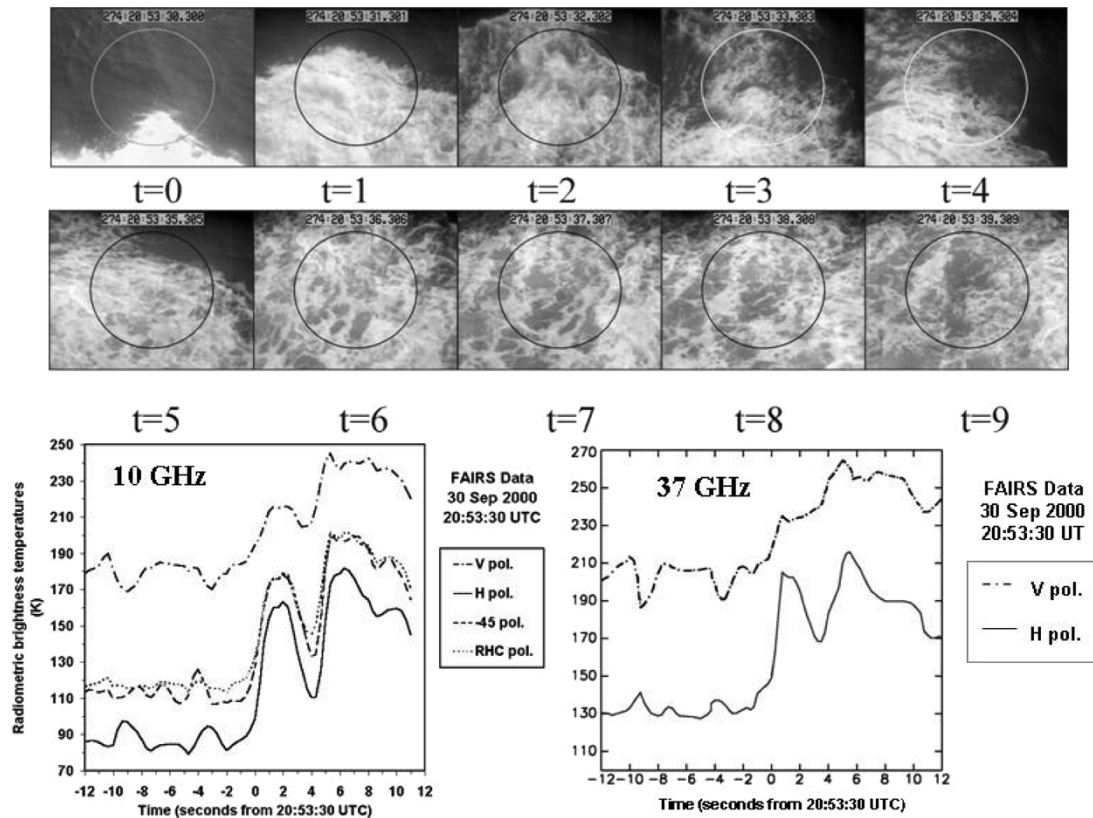 274:20:53:30.300 274:20:53:31.301 274:20:53:32.302 274:20:53:33.303 274:20:53:34.304
t=0 t=1 t=2 t=3 t=4
274:20:53:35.305 274:20:53:36.306 274:20:53:37.307 274:20:53:38.308 274:20:53:39.309
t=5 t=6 t=7 t=8 t=9
10 GHz
Radiometric brightness temperatures
(K)
250
230
210
190
170
150
130
110
90
70
-12 -10 -8 -6 -4 -2 0 2 4 6 8 10 12
Time (seconds from 20:53:30 UTC)
FAIRS Data
30 Sep 2000
20:53:30 UTC
V pol.
H pol.
-45 pol.
RHC pol.
37 GHz
270
250
230
210
190
170
150
130
110
-12 -10 -8 -6 -4 -2 0 2 4 6 8 10 12
Time (seconds from 20:53:30 UTC)
FAIRS Data
30 Sep 2000
20:53:30 UT
V pol.
H pol.